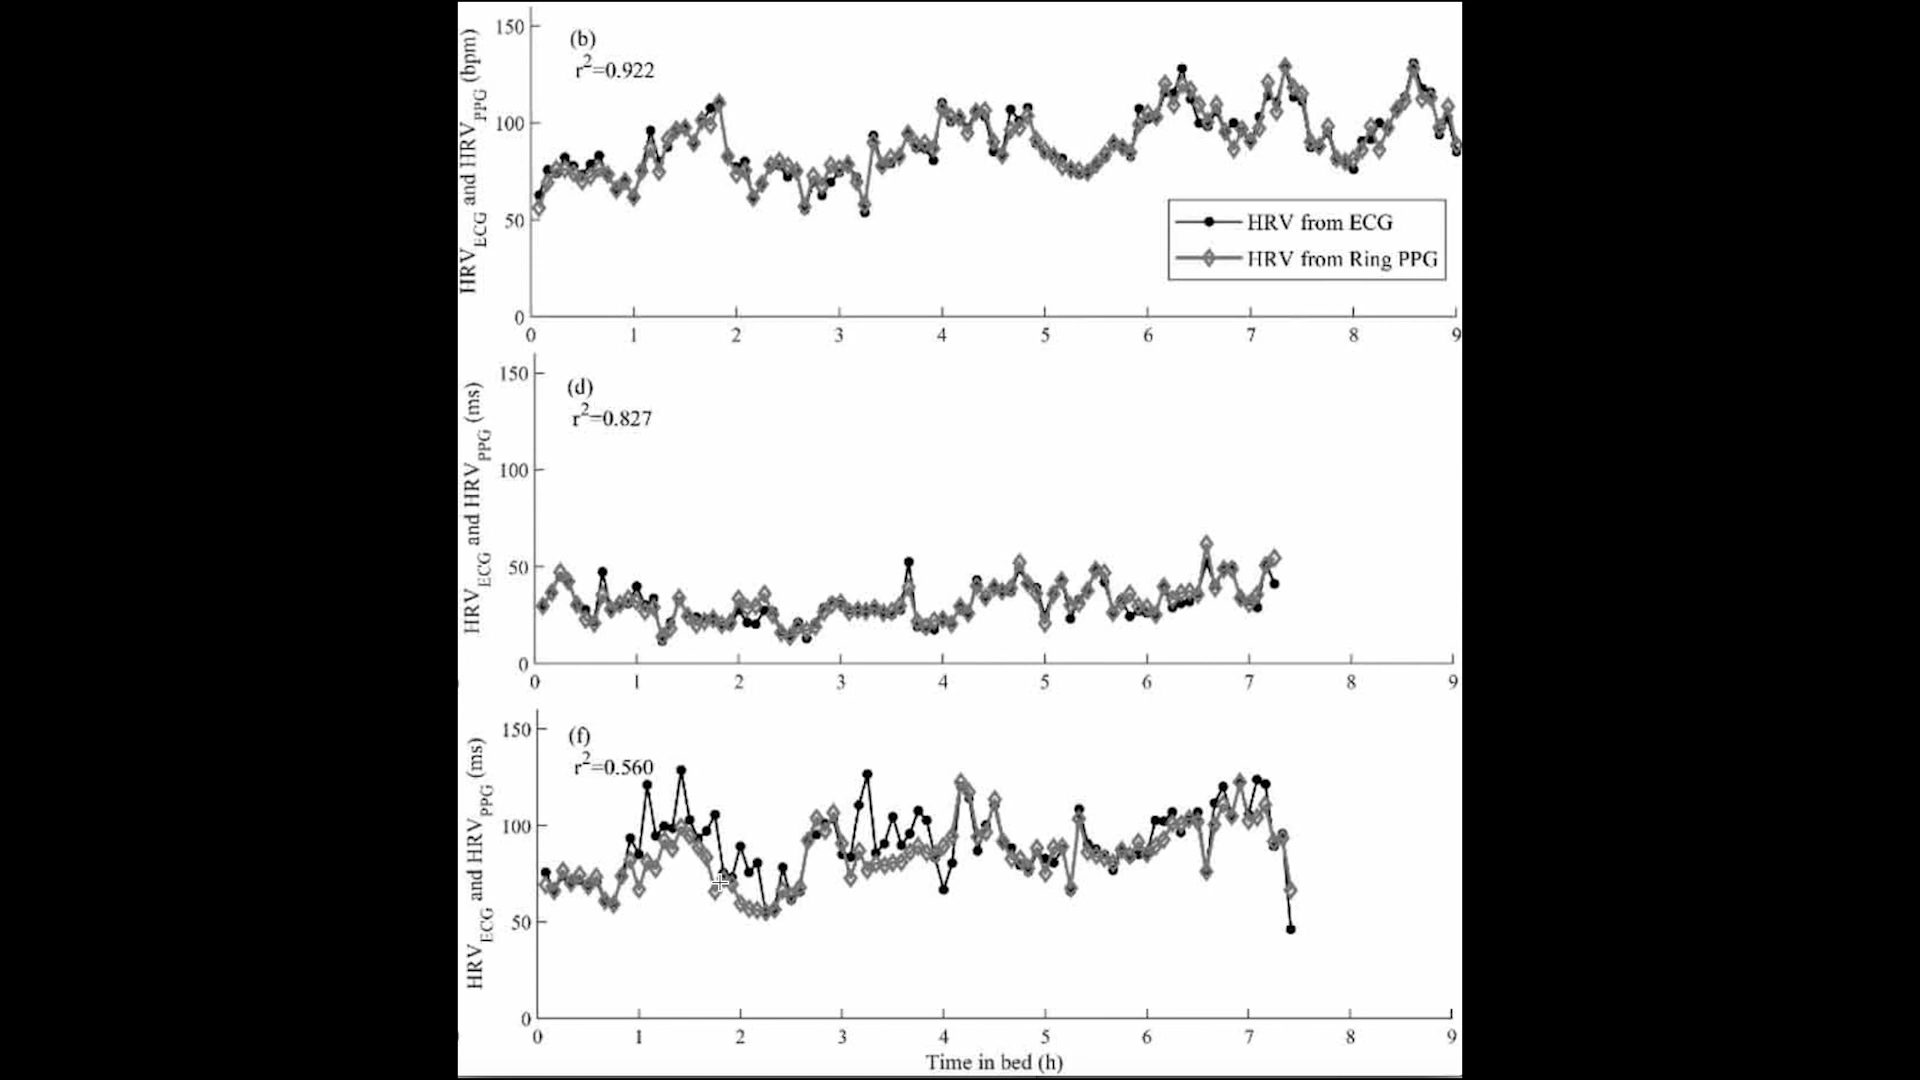 HRV_ECG and HRV_PPG (bpm)
150
100
50
0
(b)
r^2=0.922
HRV from ECG
HRV from Ring PPG
0 1 2 3 4 5 6 7 8 9
HRV_ECG and HRV_PPG (ms)
150
100
50
0
(d)
r^2=0.827
0 1 2 3 4 5 6 7 8 9
HRV_ECG and HRV_PPG (ms)
150
100
50
0
(f)
r^2=0.560
0 1 2 3 4 5 6 7 8 9
Time in bed (h)